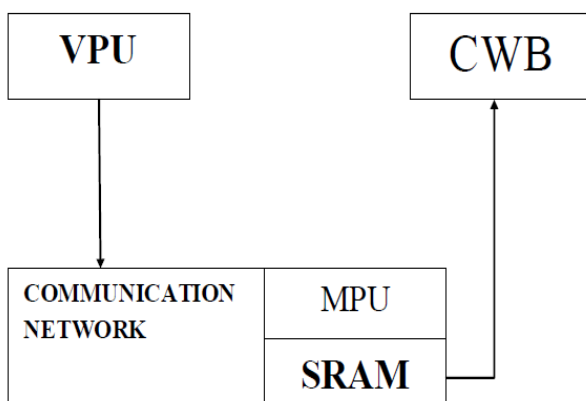 VPU
CWB
COMMUNICATION
NETWORK
MPU
SRAM